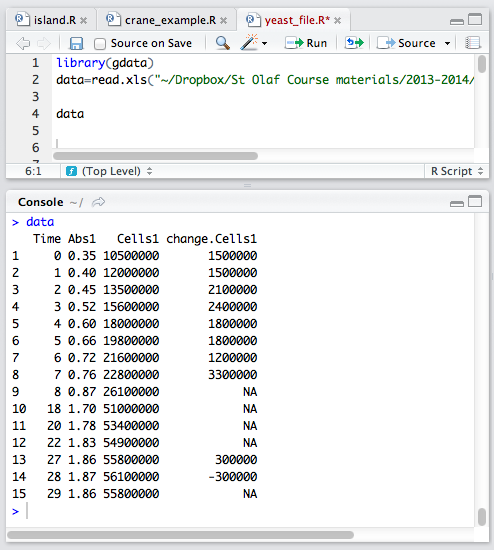 island.R × crane_example.R × yeast_file.R* ×
Source on Save Run Source
1 library(gdata)
2 data=read.xls("~/Dropbox/St Olaf Course materials/2013-2014/
3
4 data
5
6
7
6:1 (Top Level) R Script
Console ~/
> data
Time Abs1 Cells1 change.Cells1
1 0 0.35 10500000 1500000
2 1 0.40 12000000 1500000
3 2 0.45 13500000 2100000
4 3 0.52 15600000 2400000
5 4 0.60 18000000 1800000
6 5 0.66 19800000 1800000
7 6 0.72 21600000 1200000
8 7 0.76 22800000 3300000
9 8 0.87 26100000 NA
10 18 1.70 51000000 NA
11 20 1.78 53400000 NA
12 22 1.83 54900000 NA
13 27 1.86 55800000 300000
14 28 1.87 56100000 -300000
15 29 1.86 55800000 NA
>